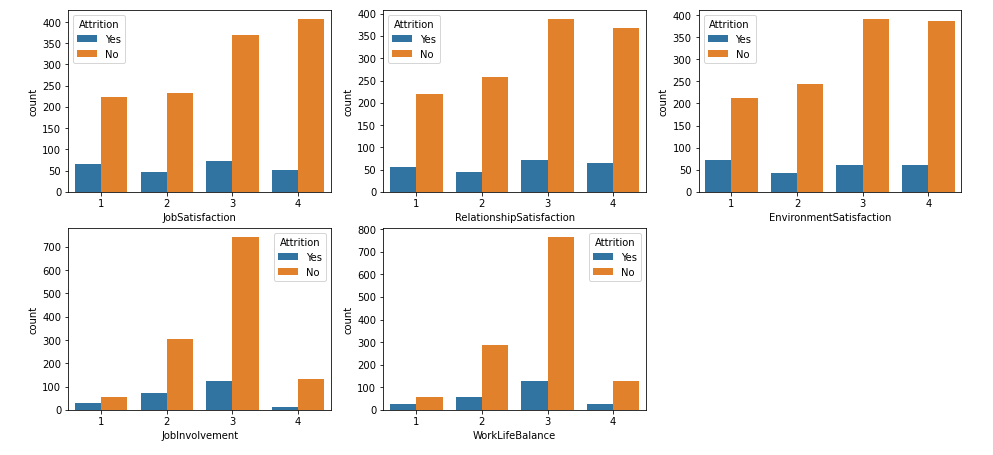 Attrition
Yes
No
count
400
350
300
250
200
150
100
50
0
1 2 3 4
JobSatisfaction
Attrition
Yes
No
count
400
350
300
250
200
150
100
50
0
1 2 3 4
RelationshipSatisfaction
Attrition
Yes
No
count
400
350
300
250
200
150
100
50
0
1 2 3 4
EnvironmentSatisfaction
Attrition
Yes
No
count
700
600
500
400
300
200
100
0
1 2 3 4
JobInvolvement
Attrition
Yes
No
count
800
700
600
500
400
300
200
100
0
1 2 3 4
WorkLifeBalance